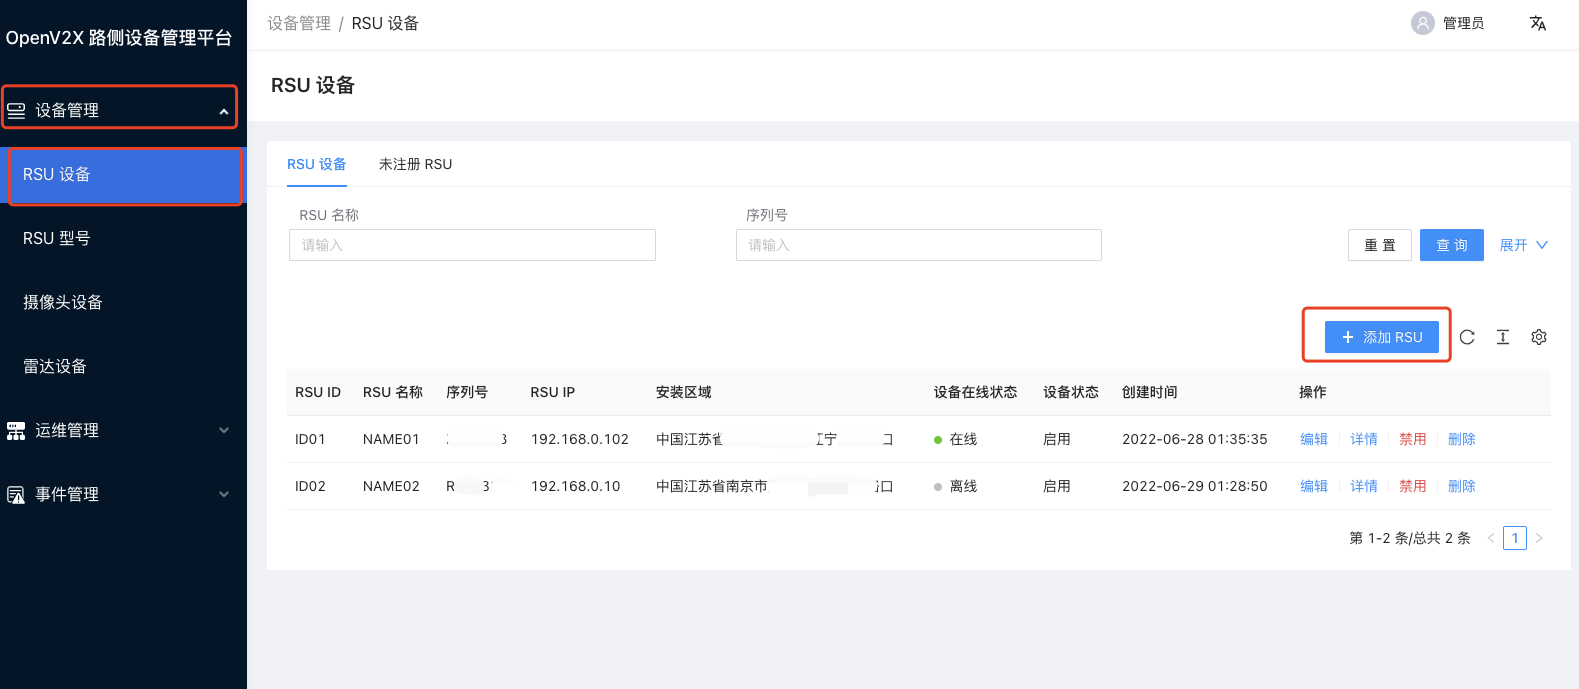 OpenV2X 路侧设备管理平台
设备管理 / RSU 设备
管理员
设备管理
RSU 设备
RSU 型号
摄像头设备
雷达设备
运维管理
事件管理
RSU 设备
RSU 设备 未注册 RSU
RSU 名称 序列号
请输入 请输入 重 置 查 询 展开
添加 RSU
RSU ID RSU 名称 序列号 RSU IP 安装区域 设备在线状态 设备状态 创建时间 操作
ID01 NAME01 192.168.0.102 中国江苏省 在线 启用 2022-06-28 01:35:35 编辑 详情 禁用 删除
ID02 NAME02 R 192.168.0.10 中国江苏省南京市 口 离线 启用 2022-06-29 01:28:50 编辑 详情 禁用 删除
第 1-2 条/总共 2 条 1